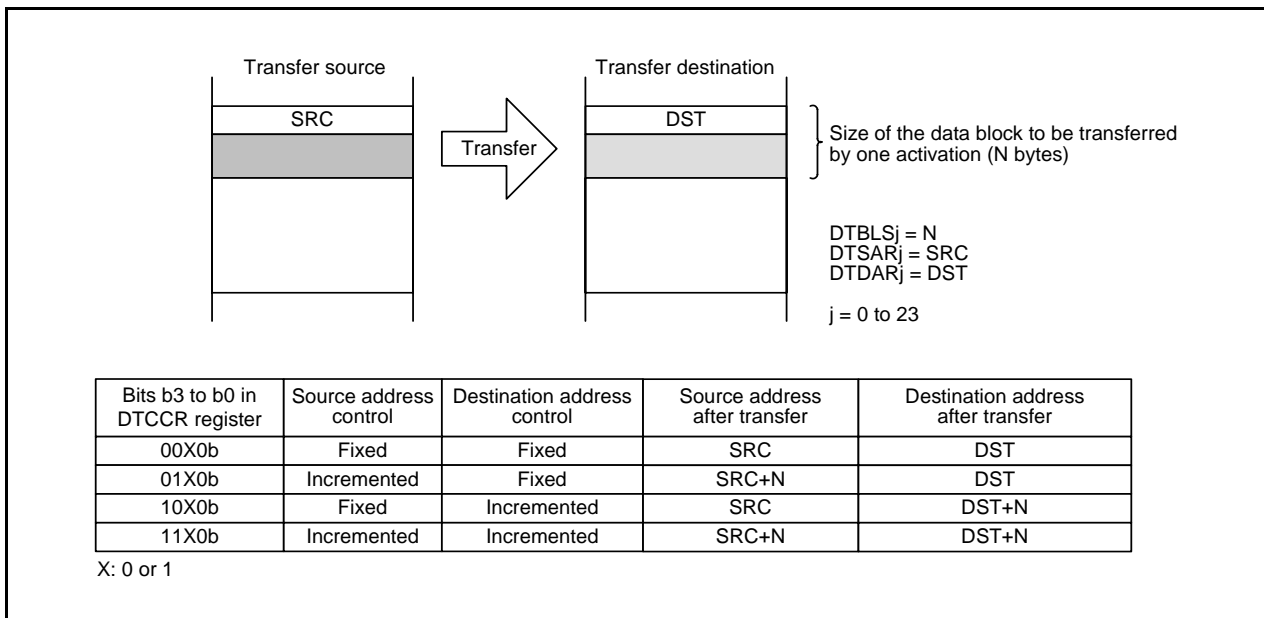 Transfer source
Transfer destination
SRC
DST
Transfer
Size of the data block to be transferred
by one activation (N bytes)
DTBLSj = N
DTSARj = SRC
DTDARj = DST
j = 0 to 23
Bits b3 to b0 in DTCCR register | Source address control | Destination address control | Source address after transfer | Destination address after transfer
00X0b | Fixed | Fixed | SRC | DST
01X0b | Incremented | Fixed | SRC+N | DST
10X0b | Fixed | Incremented | SRC | DST+N
11X0b | Incremented | Incremented | SRC+N | DST+N
X: 0 or 1